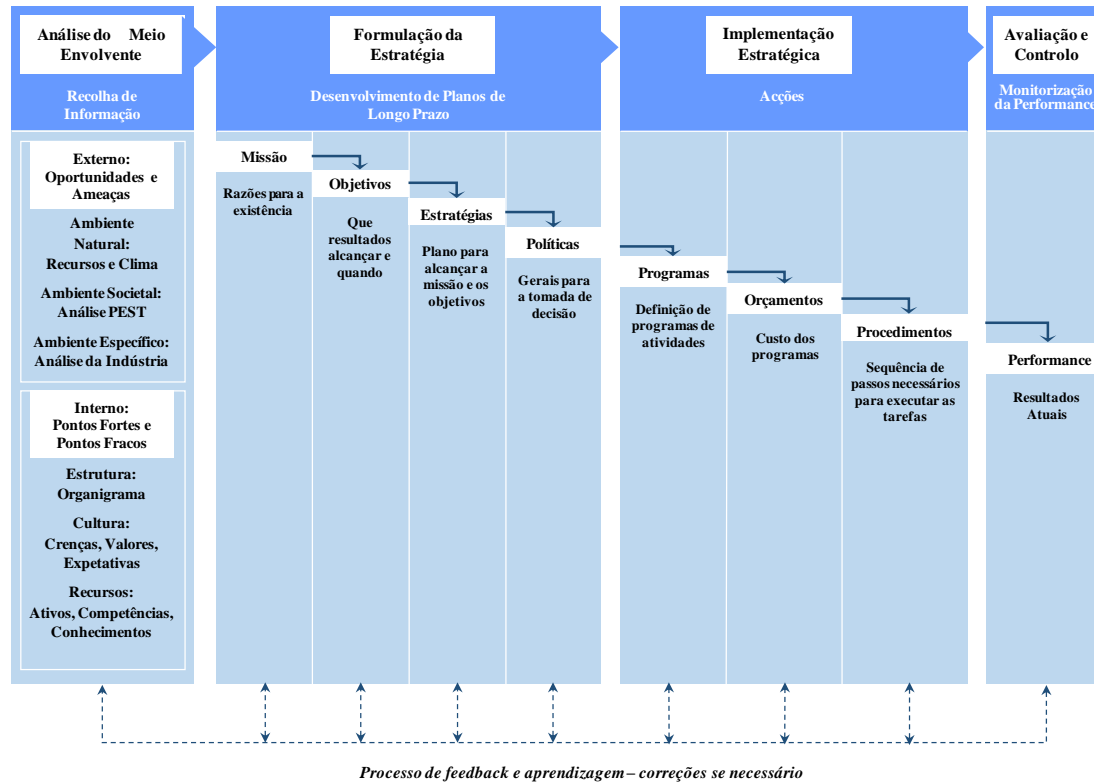 Análise do Meio
Envolvente
Recolha de
Informação
Externo:
Oportunidades e
Ameaças
Ambiente
Natural:
Recursos e Clima
Ambiente Societal:
Análise PEST
Ambiente Específico:
Análise da Indústria
Interno:
Pontos Fortes e
Pontos Fracos
Estrutura:
Organigrama
Cultura:
Crenças, Valores,
Expetativas
Recursos:
Ativos, Competências,
Conhecimentos
Formulação da
Estratégia
Desenvolvimento de Planos de
Longo Prazo
Missão
Razões para a
existência
Objetivos
Que
resultados
alcançar e
quando
Estratégias
Plano para
alcançar a
missão e os
objetivos
Políticas
Gerais para
a tomada de
decisão
Implementação
Estratégica
Acções
Programas
Definição de
programas de
atividades
Orçamentos
Custo dos
programas
Procedimentos
Sequência de
passos necessários
para executar as
tarefas
Avaliação e
Controlo
Monitorização
da Performance
Performance
Resultados
Atuais
Processo de feedback e aprendizagem – correções se necessário